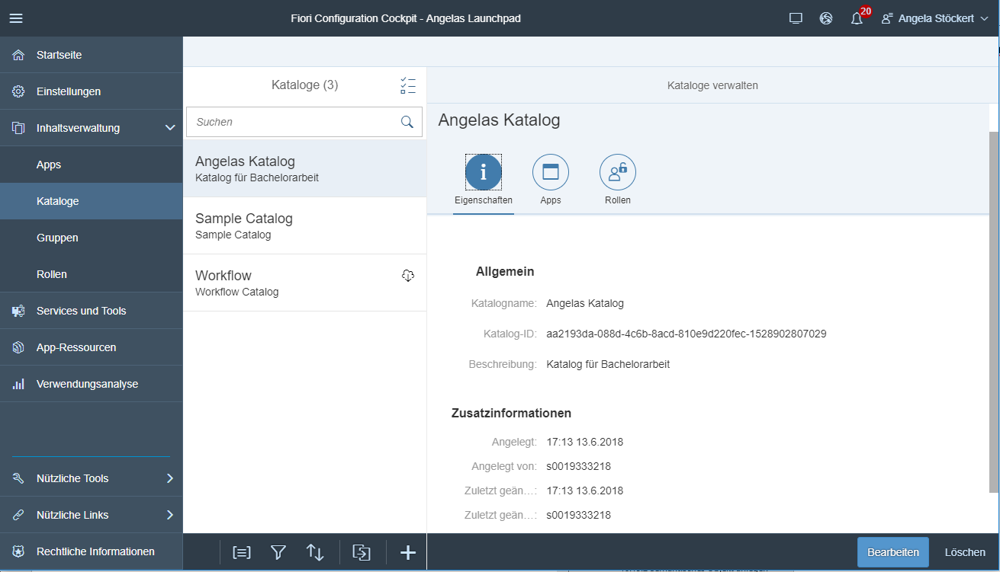 Fiori Configuration Cockpit - Angelas Launchpad
20
Angela Stöckert
Startseite
Einstellungen
Inhaltsverwaltung
Apps
Kataloge
Gruppen
Rollen
Services und Tools
App-Ressourcen
Verwendungsanalyse
Nützliche Tools
Nützliche Links
Rechtliche Informationen
Kataloge (3)
Suchen
Angelas Katalog
Katalog für Bachelorarbeit
Sample Catalog
Sample Catalog
Workflow
Workflow Catalog
Kataloge verwalten
Angelas Katalog
Eigenschaften
Apps
Rollen
Allgemein
Katalogname: Angelas Katalog
Katalog-ID: aa2193da-088d-4c6b-8acd-810e9d220fec-1528902807029
Beschreibung: Katalog für Bachelorarbeit
Zusatzinformationen
Angelegt: 17:13 13.6.2018
Angelegt von: s0019333218
Zuletzt geän...: 17:13 13.6.2018
Zuletzt geän...: s0019333218
Bearbeiten
Löschen